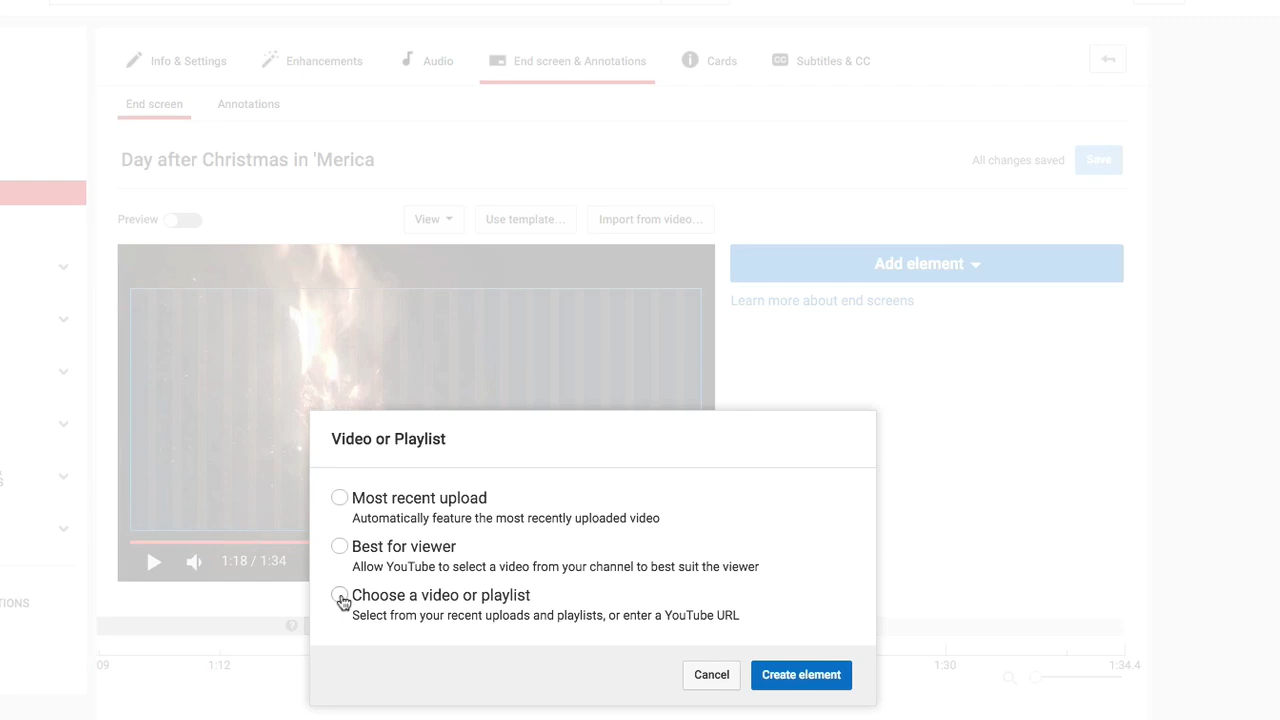 Info & Settings
Enhancements
Audio
End screen & Annotations
Cards
CC
Subtitles & CC
End screen
Annotations
Day after Christmas in 'Merica
All changes saved
Save
Preview
View
Use template...
Import from video...
Add element
Learn more about end screens
Video or Playlist
Most recent upload
Automatically feature the most recently uploaded video
Best for viewer
Allow YouTube to select a video from your channel to best suit the viewer
1:18 / 1:34
Choose a video or playlist
Select from your recent uploads and playlists, or enter a YouTube URL
TIONS
Cancel
Create element
09
1:12
1:30
1:34.4